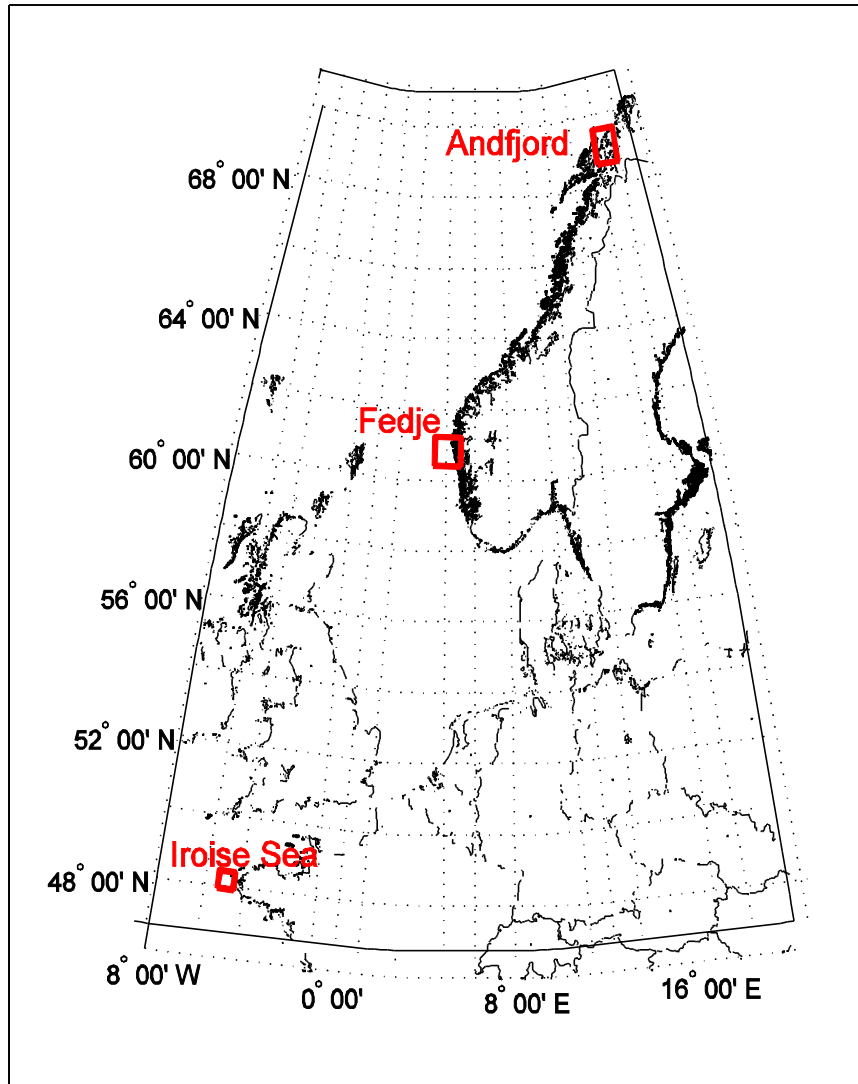 Andfjord
68° 00' N
64° 00' N
Fedje
60° 00' N
56° 00' N
52° 00' N
Iroise Sea
48° 00' N
8° 00' W
0° 00'
8° 00' E
16° 00' E